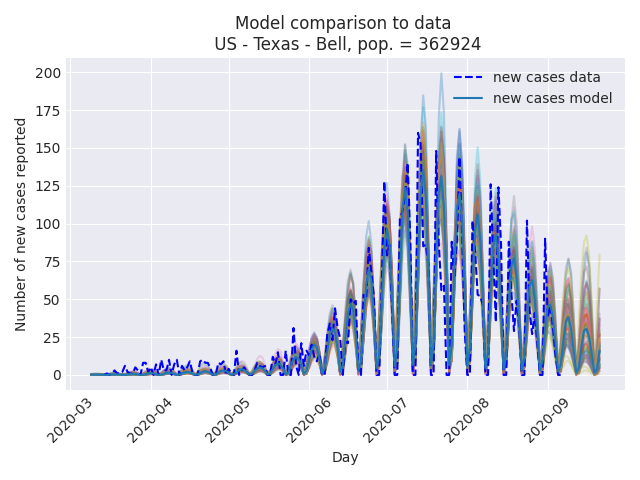 Model comparison to data
US - Texas - Bell, pop. = 362924
new cases data
new cases model
Number of new cases reported
200
175
150
125
100
75
50
25
0
2020-03
2020-04
2020-05
2020-06
2020-07
2020-08
2020-09
Day